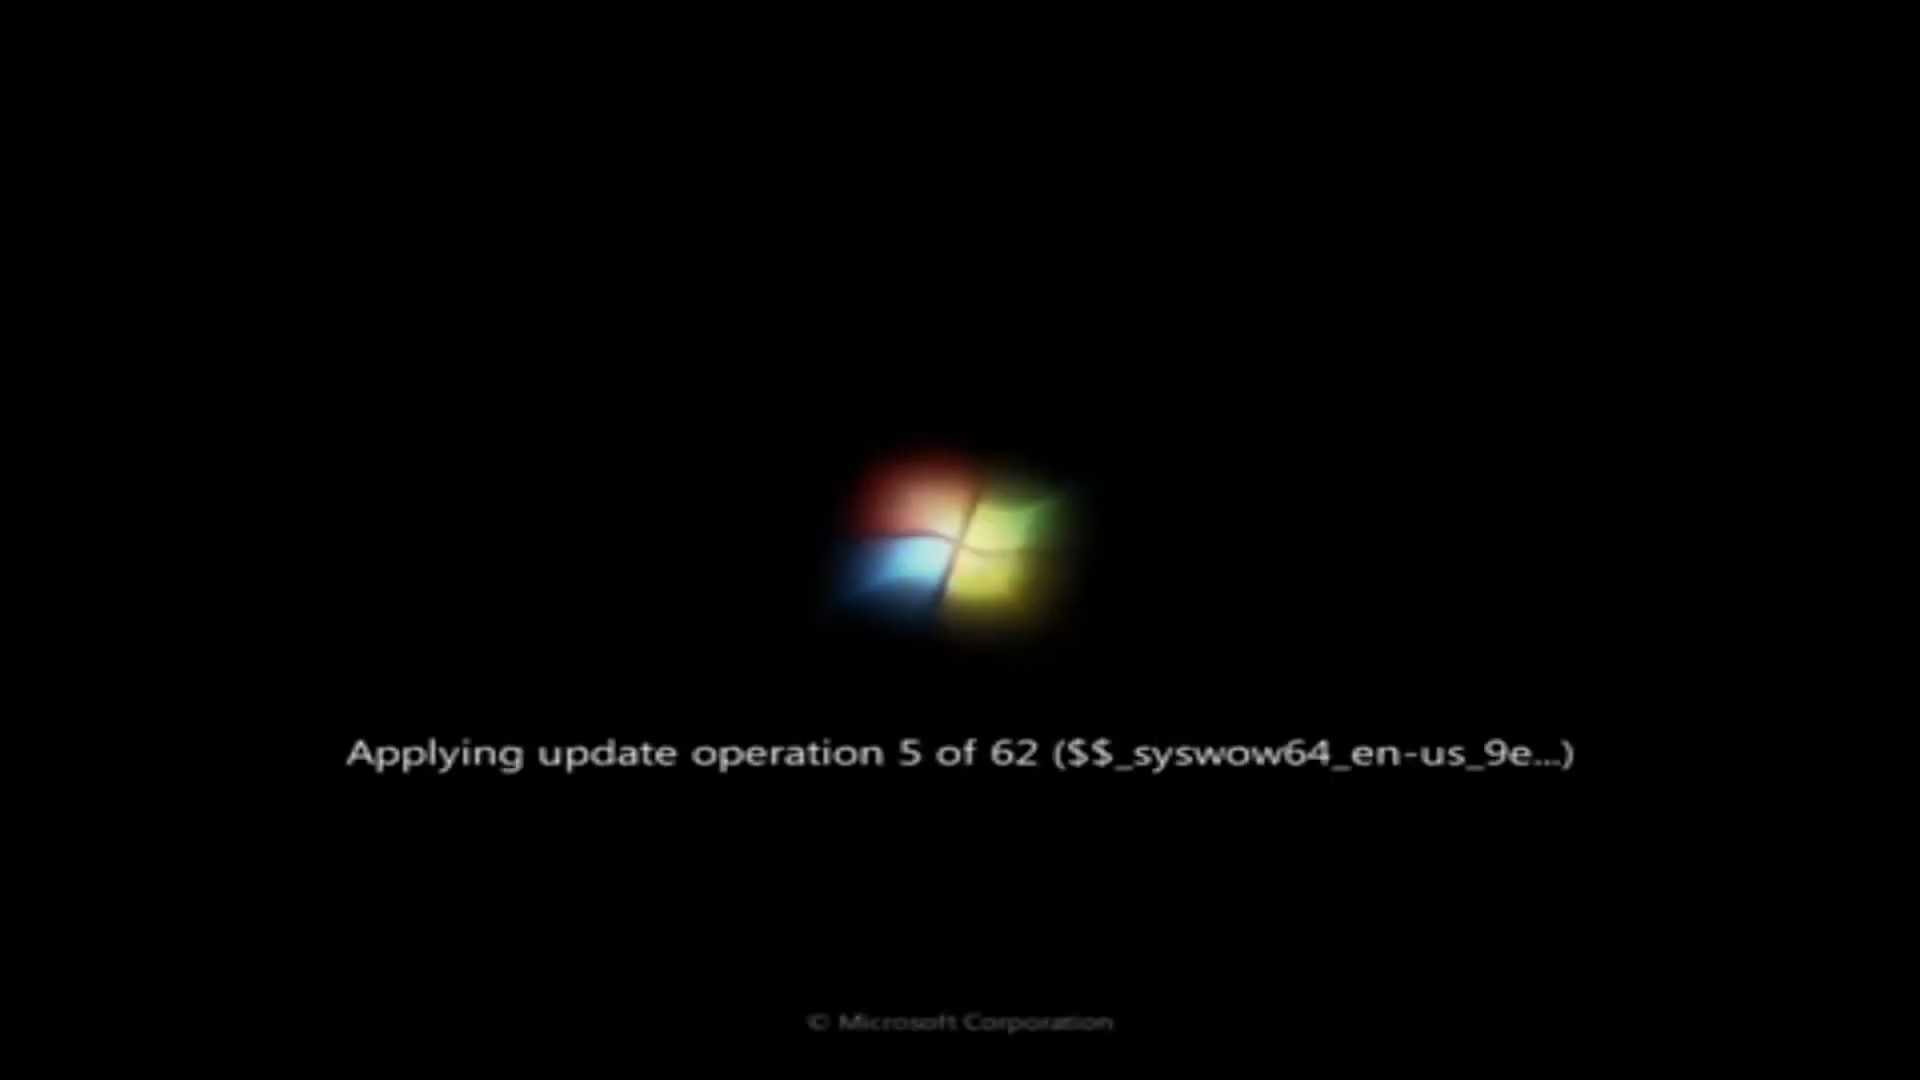 Applying update operation 5 of 62 ($$_syswow64_en-us_9e...)
© Microsoft Corporation